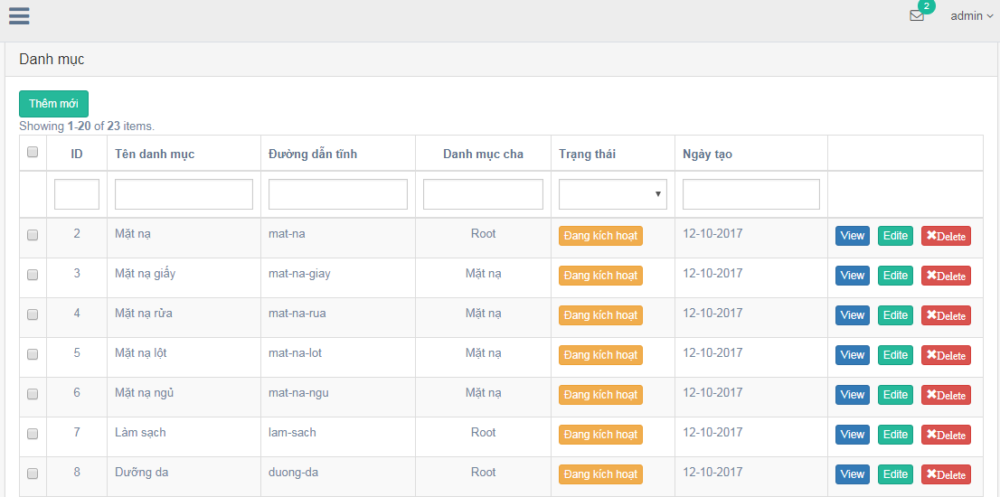 2
admin
Danh mục
Thêm mới
Showing 1-20 of 23 items.
ID Tên danh mục Đường dẫn tĩnh Danh mục cha Trạng thái Ngày tạo
2 Mặt nạ mat-na Root Đang kích hoạt 12-10-2017 View Edite Delete
3 Mặt nạ giấy mat-na-giay Mặt nạ Đang kích hoạt 12-10-2017 View Edite Delete
4 Mặt nạ rửa mat-na-rua Mặt nạ Đang kích hoạt 12-10-2017 View Edite Delete
5 Mặt nạ lột mat-na-lot Mặt nạ Đang kích hoạt 12-10-2017 View Edite Delete
6 Mặt nạ ngủ mat-na-ngu Mặt nạ Đang kích hoạt 12-10-2017 View Edite Delete
7 Làm sạch lam-sach Root Đang kích hoạt 12-10-2017 View Edite Delete
8 Dưỡng da duong-da Root Đang kích hoạt 12-10-2017 View Edite Delete